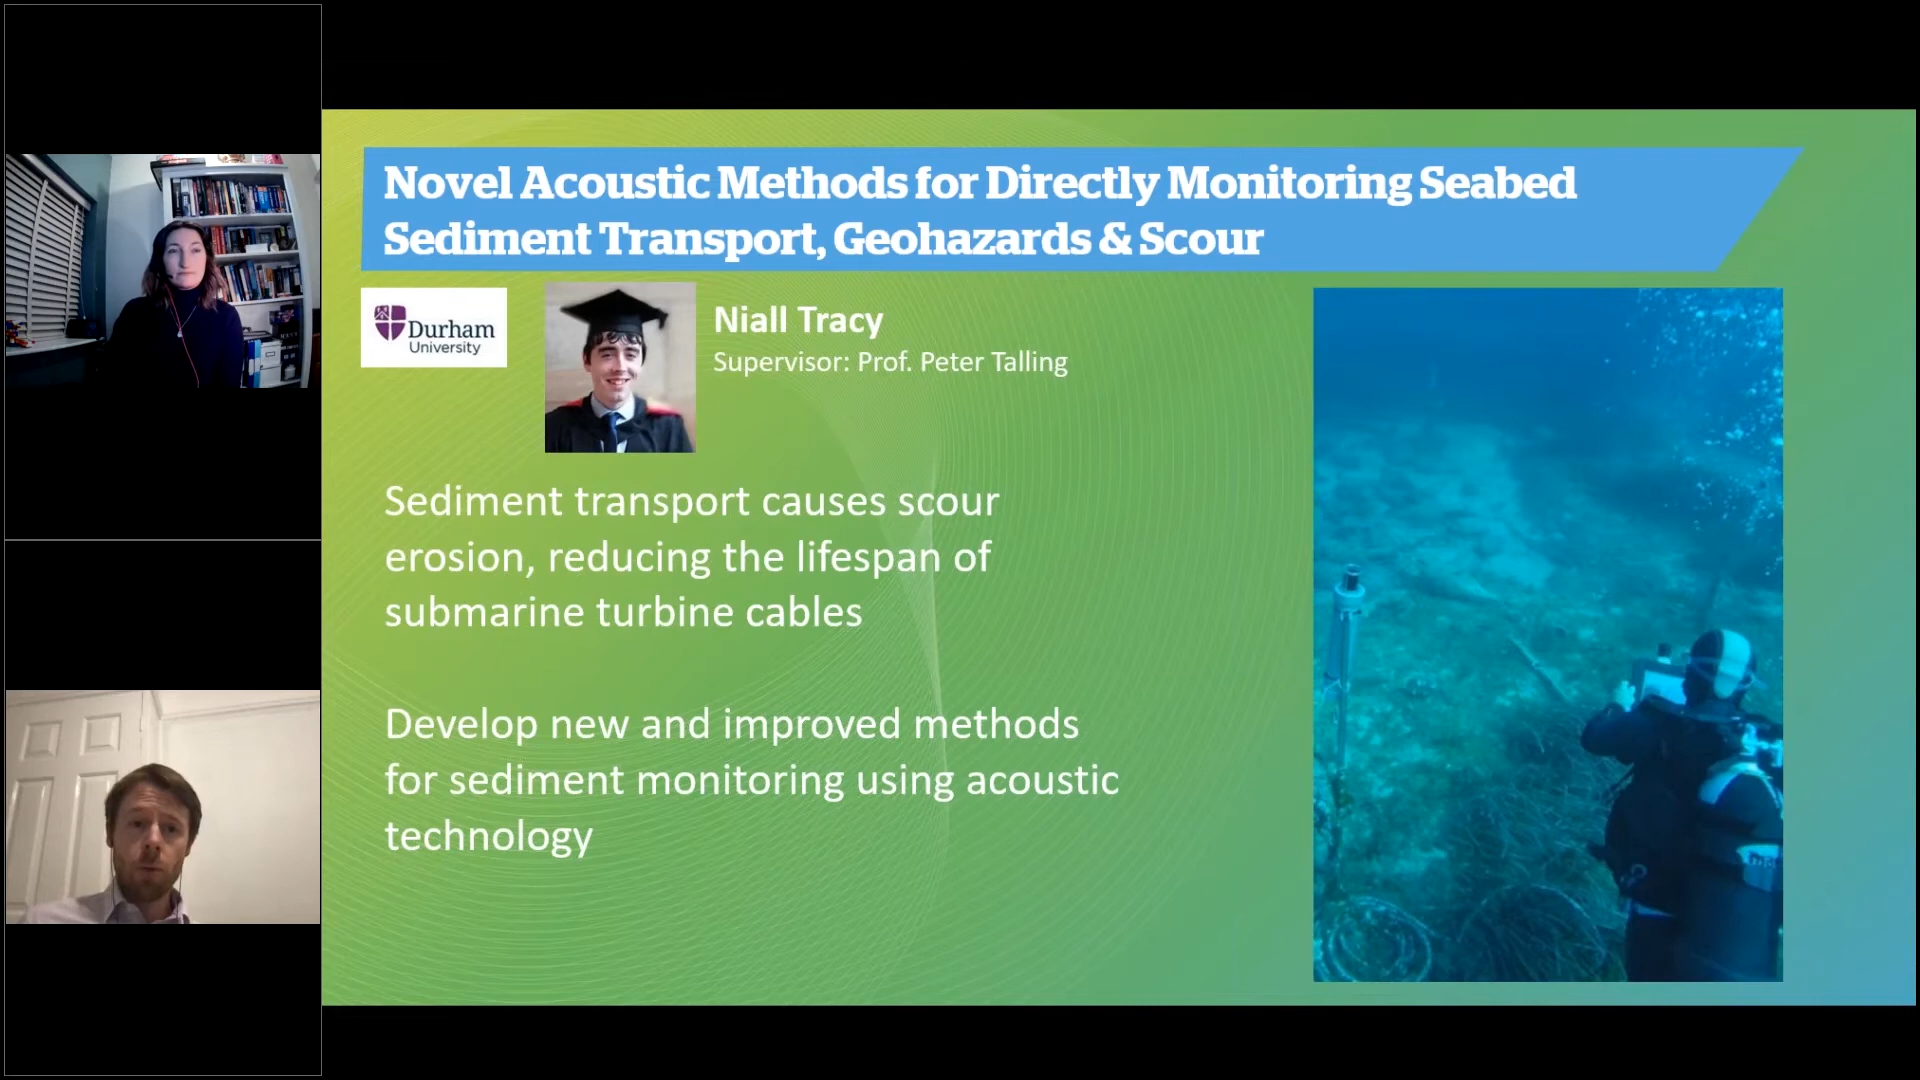 Novel Acoustic Methods for Directly Monitoring Seabed
Sediment Transport, Geohazards & Scour
Durham
University
Niall Tracy
Supervisor: Prof. Peter Talling
Sediment transport causes scour
erosion, reducing the lifespan of
submarine turbine cables
Develop new and improved methods
for sediment monitoring using acoustic
technology